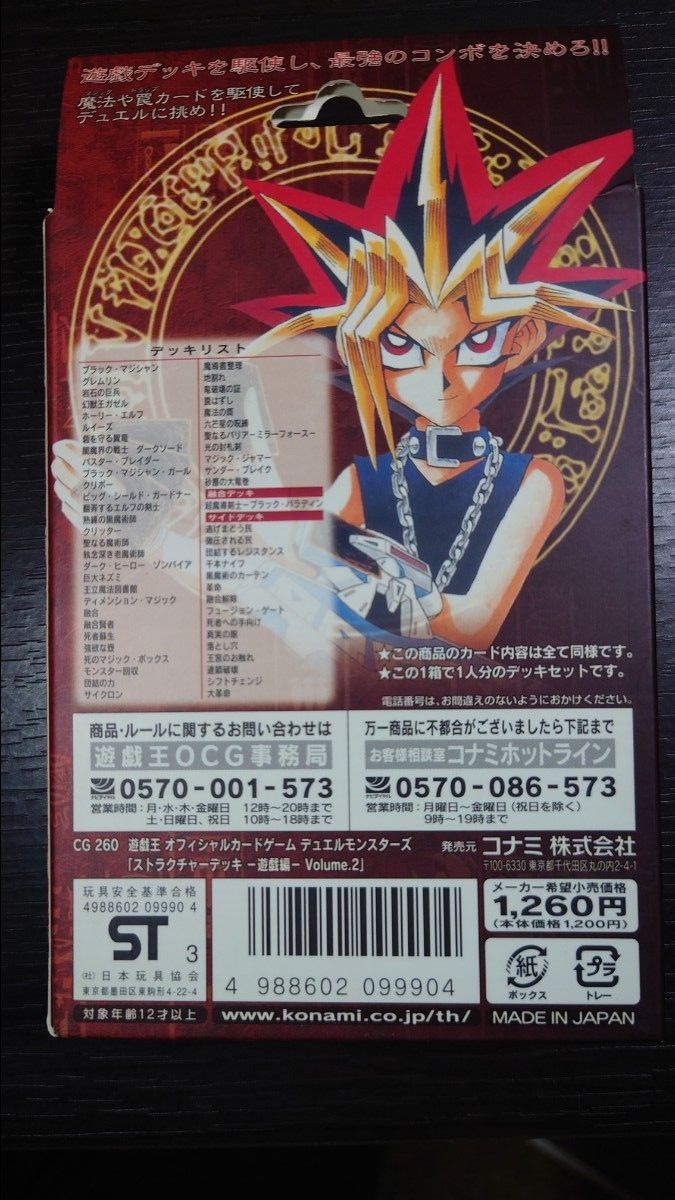 遊戯デッキを駆使し、最強のコンボを決めろ!!
魔法や罠カードを駆使して
デュエルに挑め!!
デッキリスト
ブラック・マジシャン
グレムリン
岩石の巨兵
幻獣王ガゼル
ホーリー・エルフ
ルイーズ
砦を守る翼竜
闇魔界の戦士 ダークソード
バスター・ブレイダー
ブラック・マジシャン・ガール
クリボー
ビッグ・シールド・ガードナー
翻弄するエルフの剣士
熟練の黒魔術師
クリッター
聖なる魔術師
執念深き老魔術師
ダーク・ヒーロー ゾンバイア
巨大ネズミ
王立魔法図書館
ディメンション・マジック
融合
融合賢者
死者蘇生
強欲な壺
死のマジック・ボックス
モンスター回収
団結の力
サイクロン
魔導書整理
地割れ
竜破壊の証
罠はずし
魔法の筒
六芒星の呪縛
聖なるバリアーミラーフォースー
光の封札剣
マジック・ジャマー
サンダー・ブレイク
砂塵の大竜巻
融合デッキ
超魔導剣士−ブラック・パラディン
サイドデッキ
逃げまどう民
弾圧される民
団結するレジスタンス
千本ナイフ
黒魔術のカーテン
革命
融合解除
フュージョン・ゲート
死者への手向け
真実の眼
落とし穴
王宮のお触れ
連鎖破壊
シフトチェンジ
大革命
★この商品のカード内容は全て同様です。
★この1箱で1人分のデッキセットです。
電話番号は、お間違えのないようにおかけください。
商品・ルールに関するお問い合わせは
遊戯王OCG事務局
ナビダイヤル 0570-001-573
営業時間：月・水・木・金曜日 12時〜20時まで
土・日曜日、祝日 10時〜18時まで
万一商品に不都合がございましたら下記まで
お客様相談室コナミホットライン
ナビダイヤル 0570-086-573
営業時間：月曜日〜金曜日(祝日を除く)
9時〜19時まで
CG 260 遊戯王 オフィシャルカードゲーム デュエルモンスターズ
「ストラクチャーデッキ −遊戯編− Volume.2」
発売元 コナミ 株式会社
〒100-6330 東京都千代田区丸の内2-4-1
玩具安全基準合格
4988602 09990 4
ST 3
(社)日本玩具協会
東京都墨田区東駒形4-22-4
対象年齢12才以上
4 988602 099904
www.konami.co.jp/th/
メーカー希望小売価格
1,260円
(本体価格1,200円)
紙
ボックス
プラ
トレー
MADE IN JAPAN